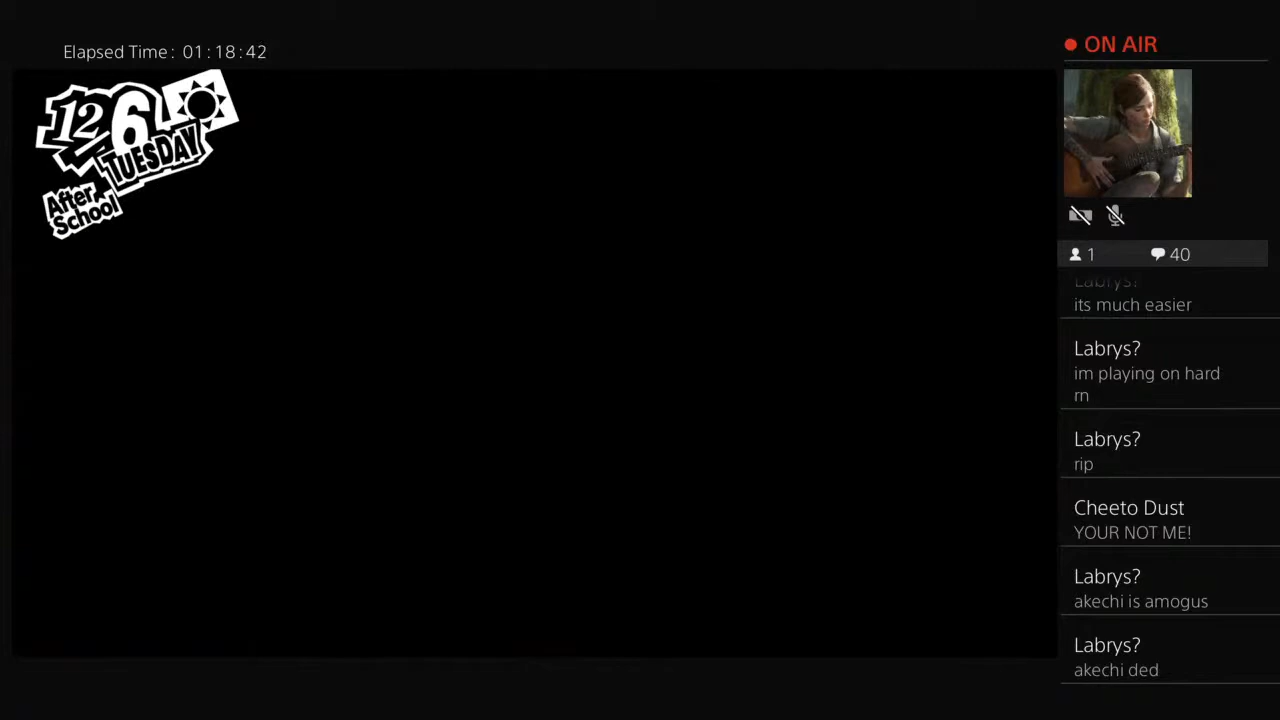 Elapsed Time: 01:18:42
12/6
TUESDAY
After
School
ON AIR
1
40
Labrys?
its much easier
Labrys?
im playing on hard
rn
Labrys?
rip
Cheeto Dust
YOUR NOT ME!
Labrys?
akechi is amogus
Labrys?
akechi ded